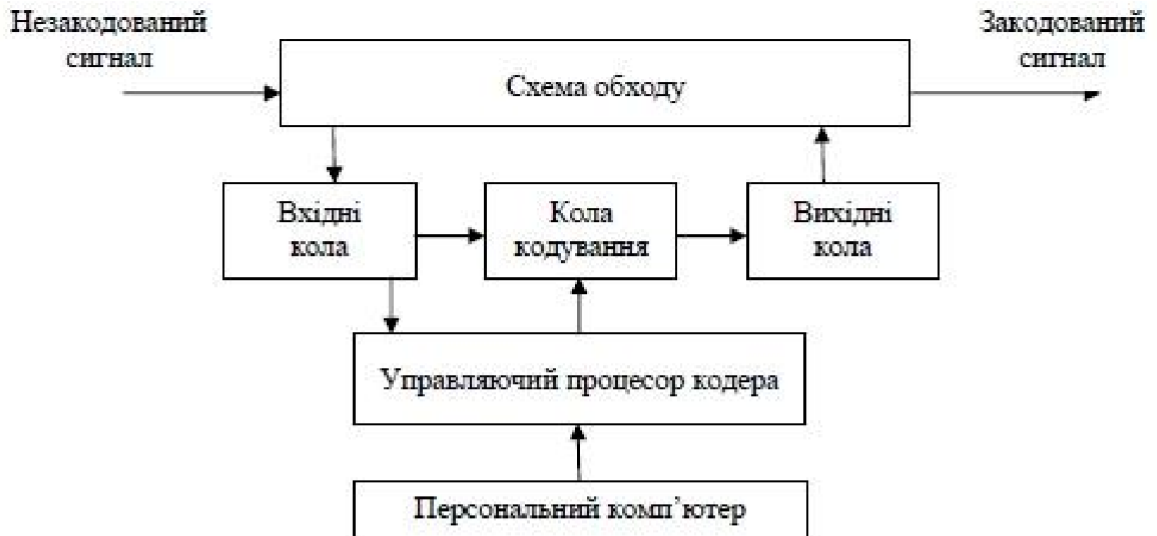 Незакодований
сигнал
Закодований
сигнал
Схема обходу
Вхідні
кола
Кола
кодування
Вихідні
кола
Управляючий процесор кодера
Персональний комп’ютер